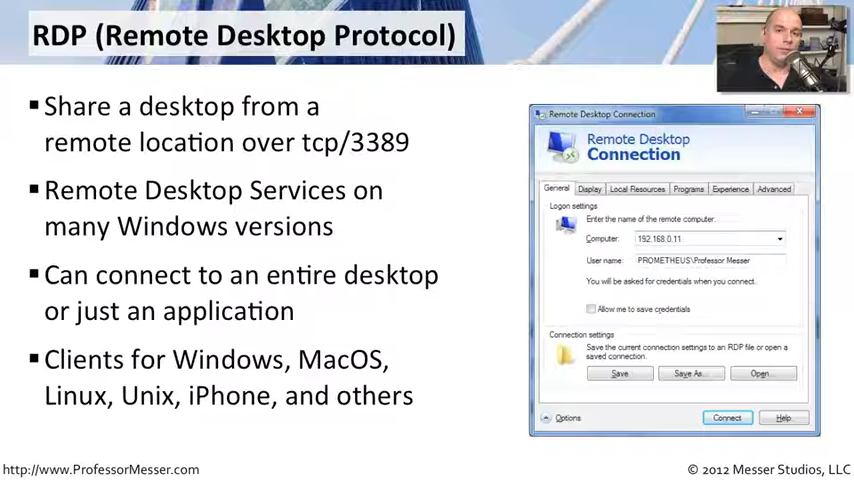 RDP (Remote Desktop Protocol)
▪ Share a desktop from a
remote location over tcp/3389
▪ Remote Desktop Services on
many Windows versions
▪ Can connect to an entire desktop
or just an application
▪ Clients for Windows, MacOS,
Linux, Unix, iPhone, and others
Remote Desktop Connection
Remote Desktop
Connection
General Display Local Resources Programs Experience Advanced
Logon settings
Enter the name of the remote computer.
Computer: 192.168.0.11
User name: PROMETHEUS\Professor Messer
You will be asked for credentials when you connect.
Allow me to save credentials
Connection settings
Save the current connection settings to an RDP file or open a
saved connection.
Save Save As... Open...
Options Connect Help
http://www.ProfessorMesser.com
© 2012 Messer Studios, LLC